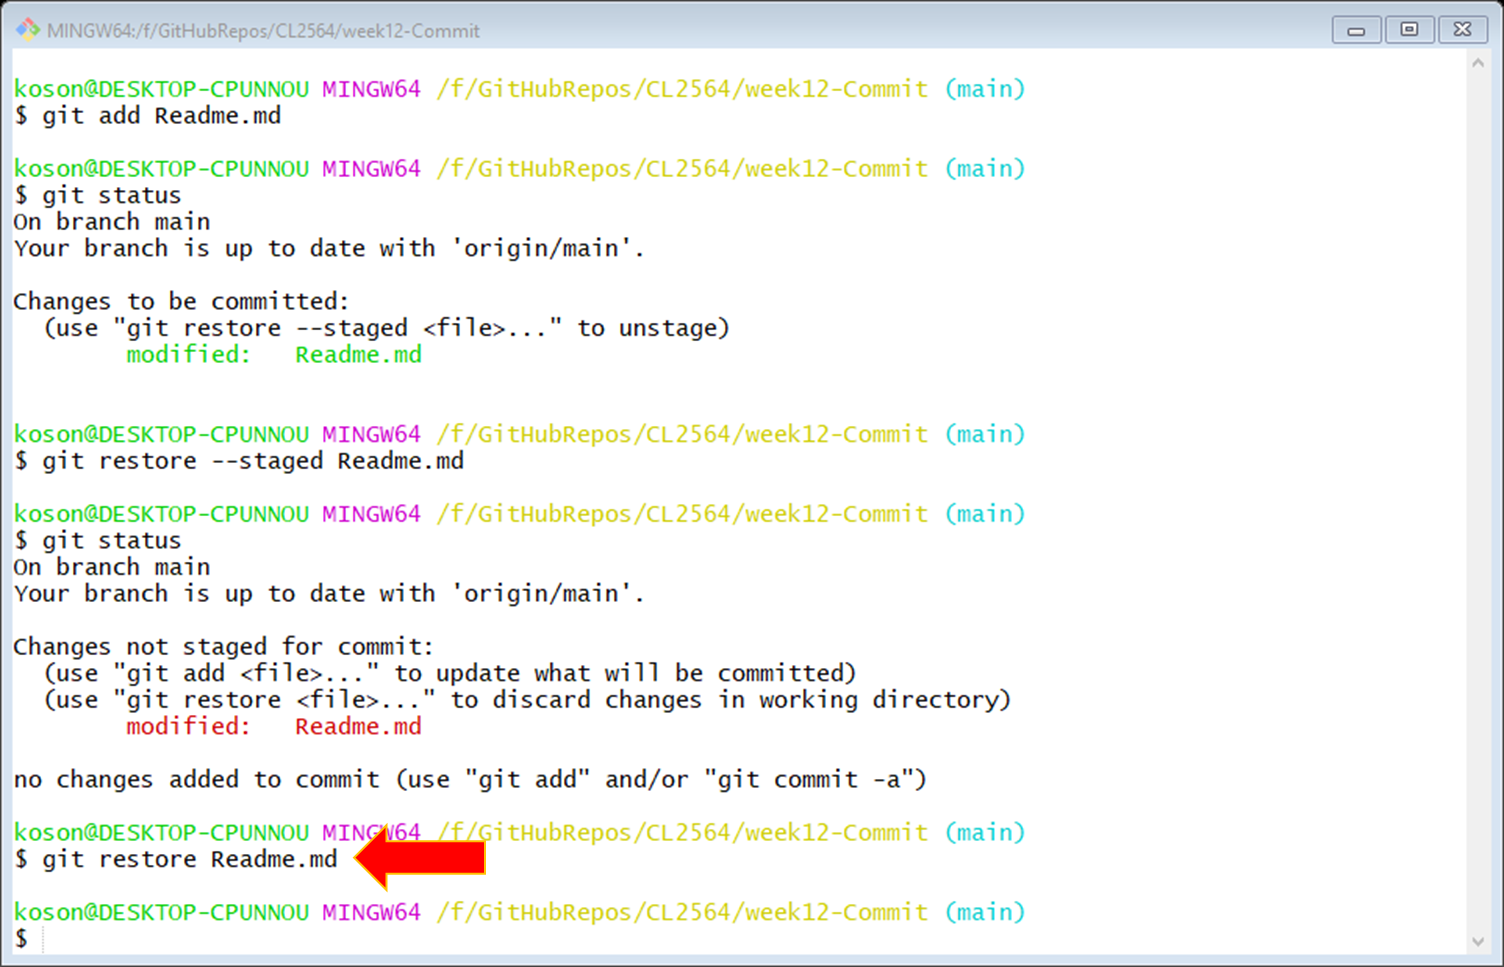 MINGW64:/f/GitHubRepos/CL2564/week12-Commit
koson@DESKTOP-CPUNNOU MINGW64 /f/GitHubRepos/CL2564/week12-Commit (main)
$ git add Readme.md
koson@DESKTOP-CPUNNOU MINGW64 /f/GitHubRepos/CL2564/week12-Commit (main)
$ git status
On branch main
Your branch is up to date with 'origin/main'.
Changes to be committed:
  (use "git restore --staged <file>..." to unstage)
        modified:   Readme.md
koson@DESKTOP-CPUNNOU MINGW64 /f/GitHubRepos/CL2564/week12-Commit (main)
$ git restore --staged Readme.md
koson@DESKTOP-CPUNNOU MINGW64 /f/GitHubRepos/CL2564/week12-Commit (main)
$ git status
On branch main
Your branch is up to date with 'origin/main'.
Changes not staged for commit:
  (use "git add <file>..." to update what will be committed)
  (use "git restore <file>..." to discard changes in working directory)
        modified:   Readme.md
no changes added to commit (use "git add" and/or "git commit -a")
koson@DESKTOP-CPUNNOU MINGW64 /f/GitHubRepos/CL2564/week12-Commit (main)
$ git restore Readme.md
koson@DESKTOP-CPUNNOU MINGW64 /f/GitHubRepos/CL2564/week12-Commit (main)
$